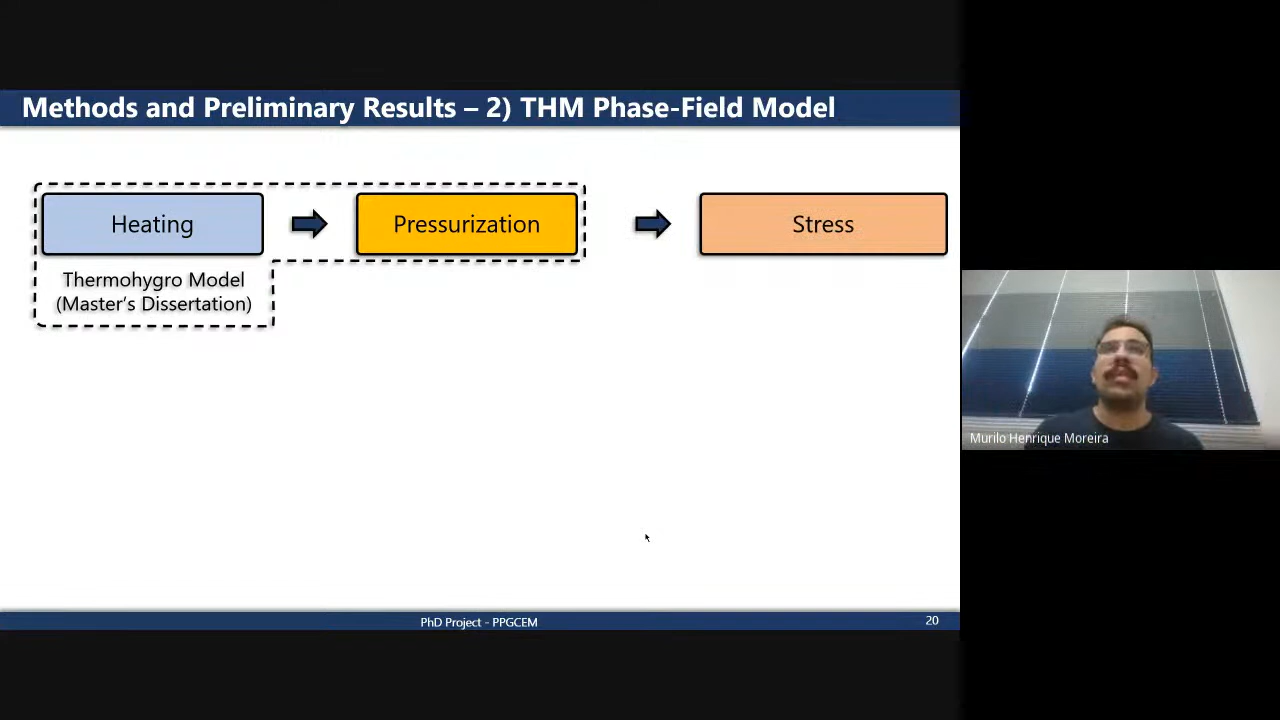 Methods and Preliminary Results – 2) THM Phase-Field Model
Heating
Pressurization
Stress
Thermohygro Model
(Master's Dissertation)
Murilo Henrique Moreira
PhD Project - PPGCEM
20